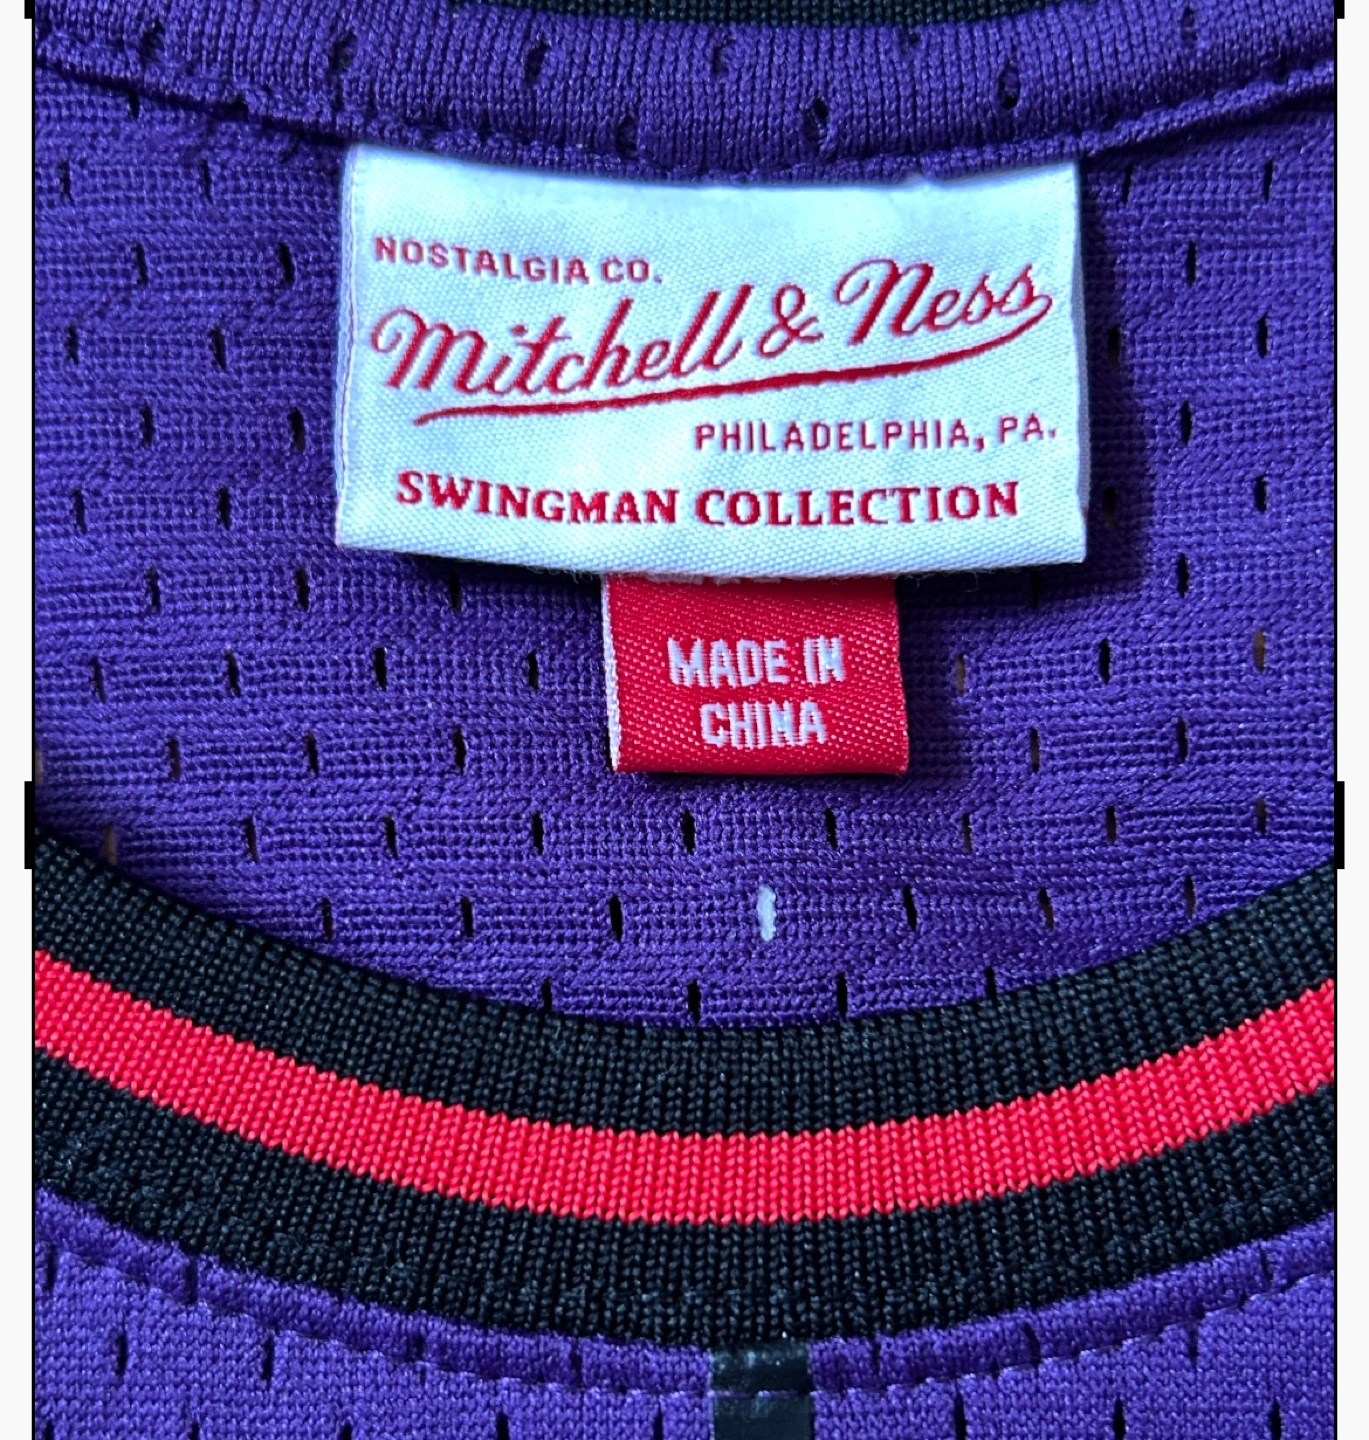 NOSTALGIA CO.
Mitchell & Ness
PHILADELPHIA, PA.
SWINGMAN COLLECTION
MADE IN
CHINA